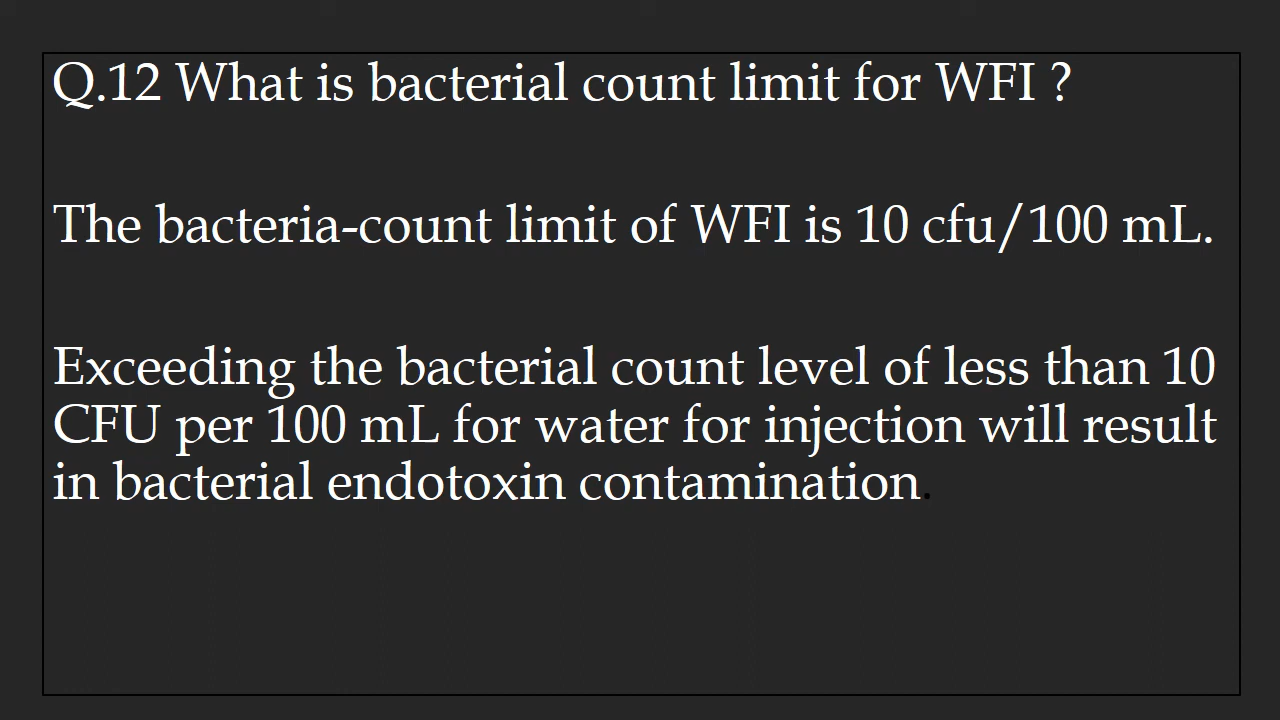 Q.12 What is bacterial count limit for WFI ?
The bacteria-count limit of WFI is 10 cfu/100 mL.
Exceeding the bacterial count level of less than 10
CFU per 100 mL for water for injection will result
in bacterial endotoxin contamination.